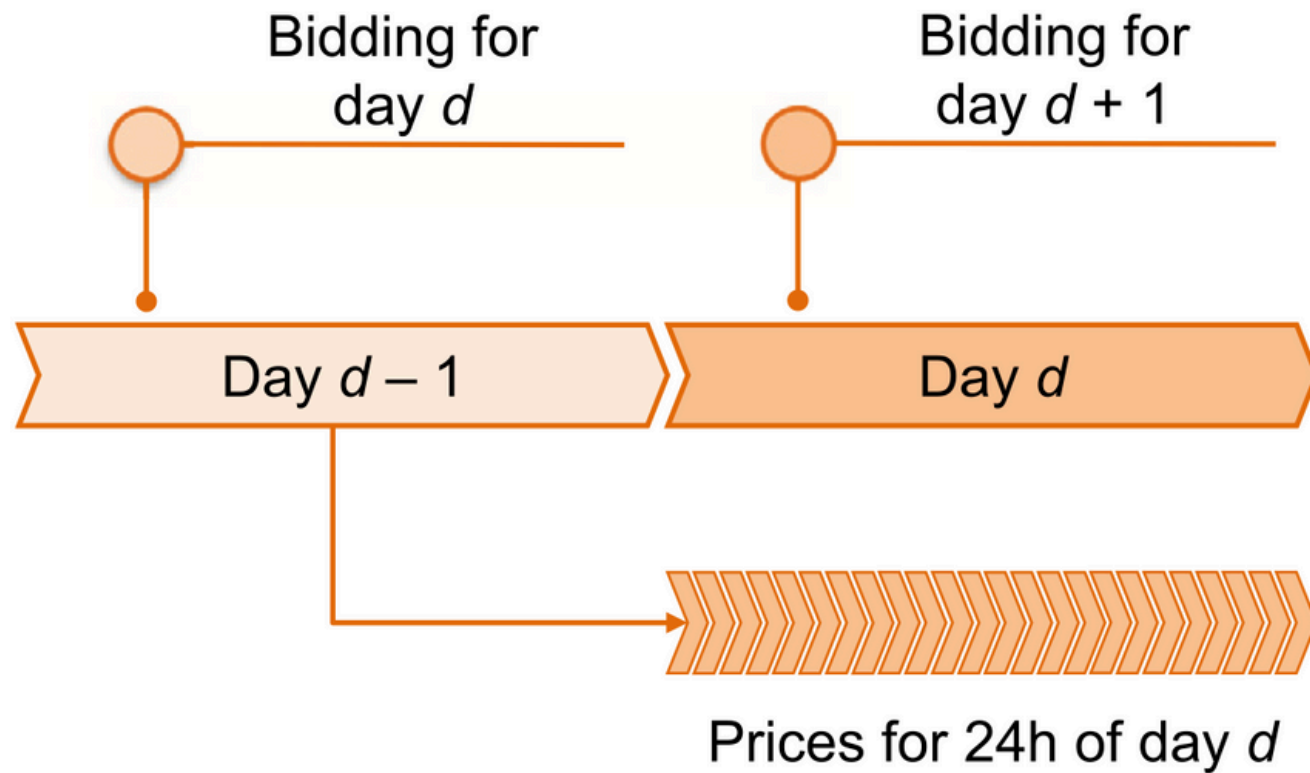 Bidding for
day d
Bidding for
day d + 1
Day d – 1
Day d
Prices for 24h of day d